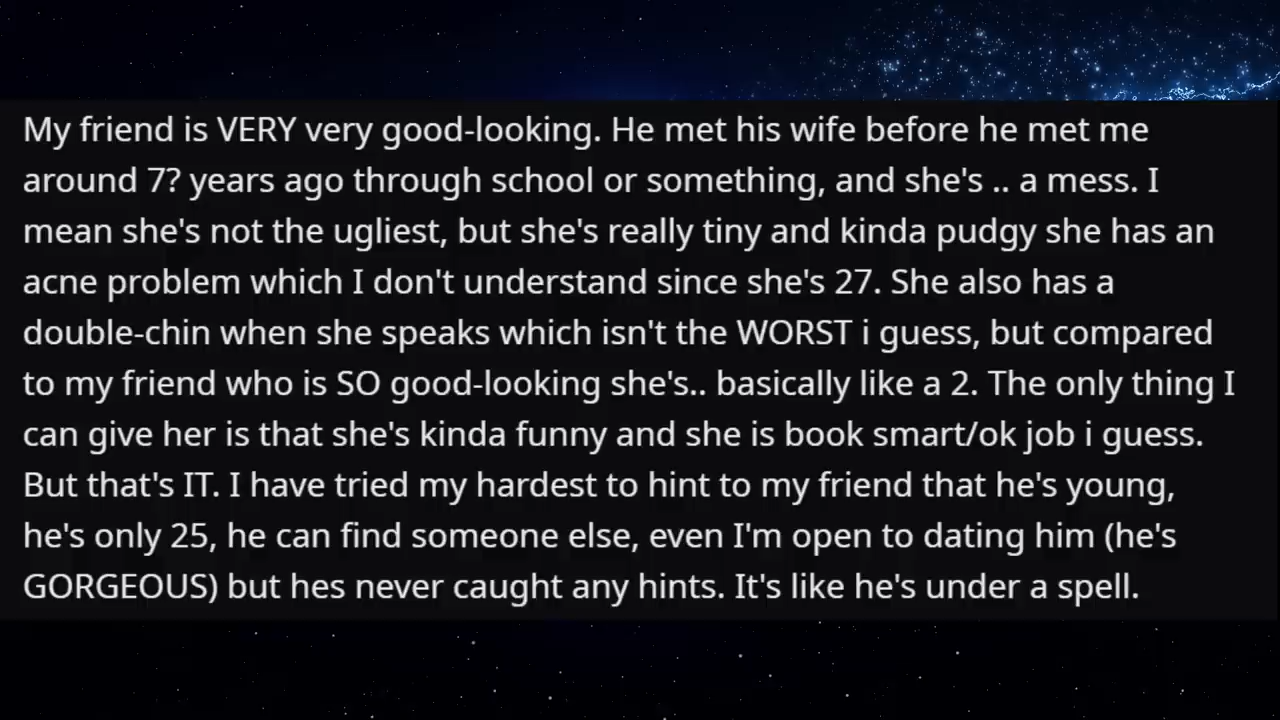 My friend is VERY very good-looking. He met his wife before he met me
around 7? years ago through school or something, and she's .. a mess. I
mean she's not the ugliest, but she's really tiny and kinda pudgy she has an
acne problem which I don't understand since she's 27. She also has a
double-chin when she speaks which isn't the WORST i guess, but compared
to my friend who is SO good-looking she's.. basically like a 2. The only thing I
can give her is that she's kinda funny and she is book smart/ok job i guess.
But that's IT. I have tried my hardest to hint to my friend that he's young,
he's only 25, he can find someone else, even I'm open to dating him (he's
GORGEOUS) but hes never caught any hints. It's like he's under a spell.